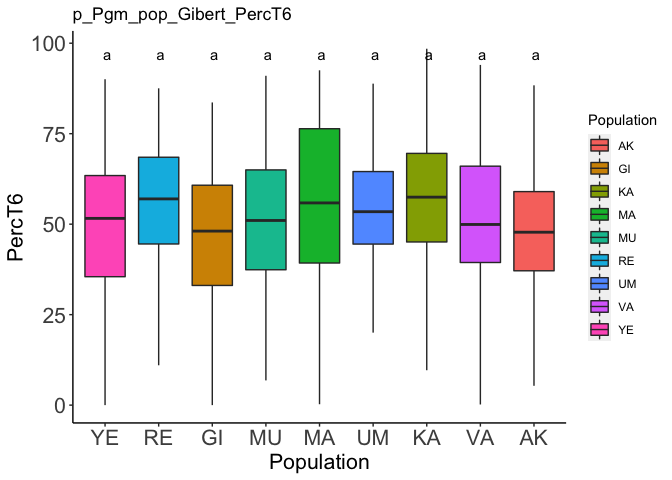 p_Pgm_pop_Gibert_PercT6
100
75
50
25
0
PercT6
a a a a a a a a a
YE RE GI MU MA UM KA VA AK
Population
Population
AK
GI
KA
MA
MU
RE
UM
VA
YE